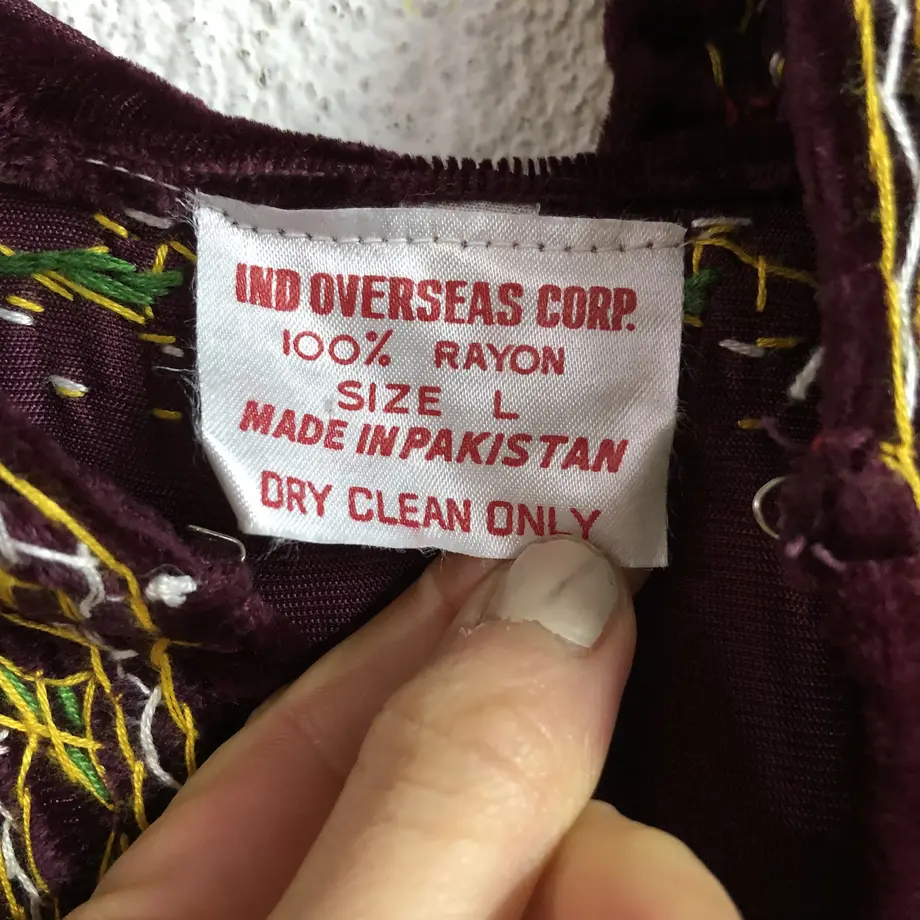 IND OVERSEAS CORP.
100% RAYON
SIZE L
MADE IN PAKISTAN
DRY CLEAN ONLY